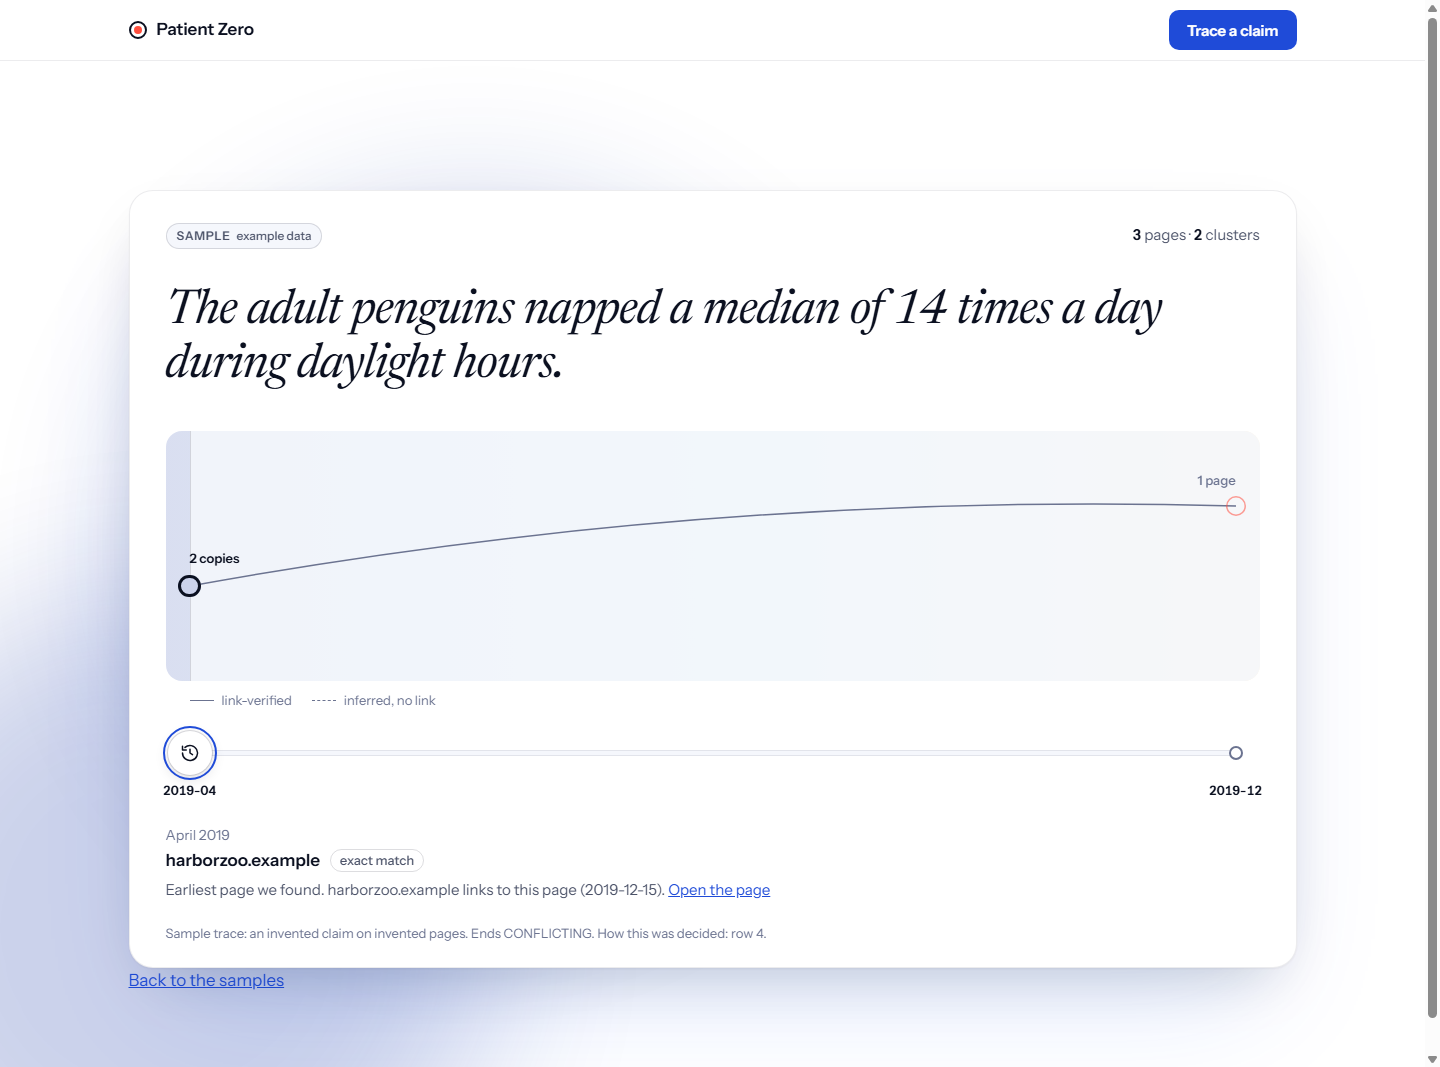 Patient Zero
Trace a claim
SAMPLE example data
3 pages · 2 clusters
The adult penguins napped a median of 14 times a day
during daylight hours.
1 page
2 copies
link-verified
inferred, no link
2019-04
2019-12
April 2019
harborzoo.example exact match
Earliest page we found. harborzoo.example links to this page (2019-12-15). Open the page
Sample trace: an invented claim on invented pages. Ends CONFLICTING. How this was decided: row 4.
Back to the samples